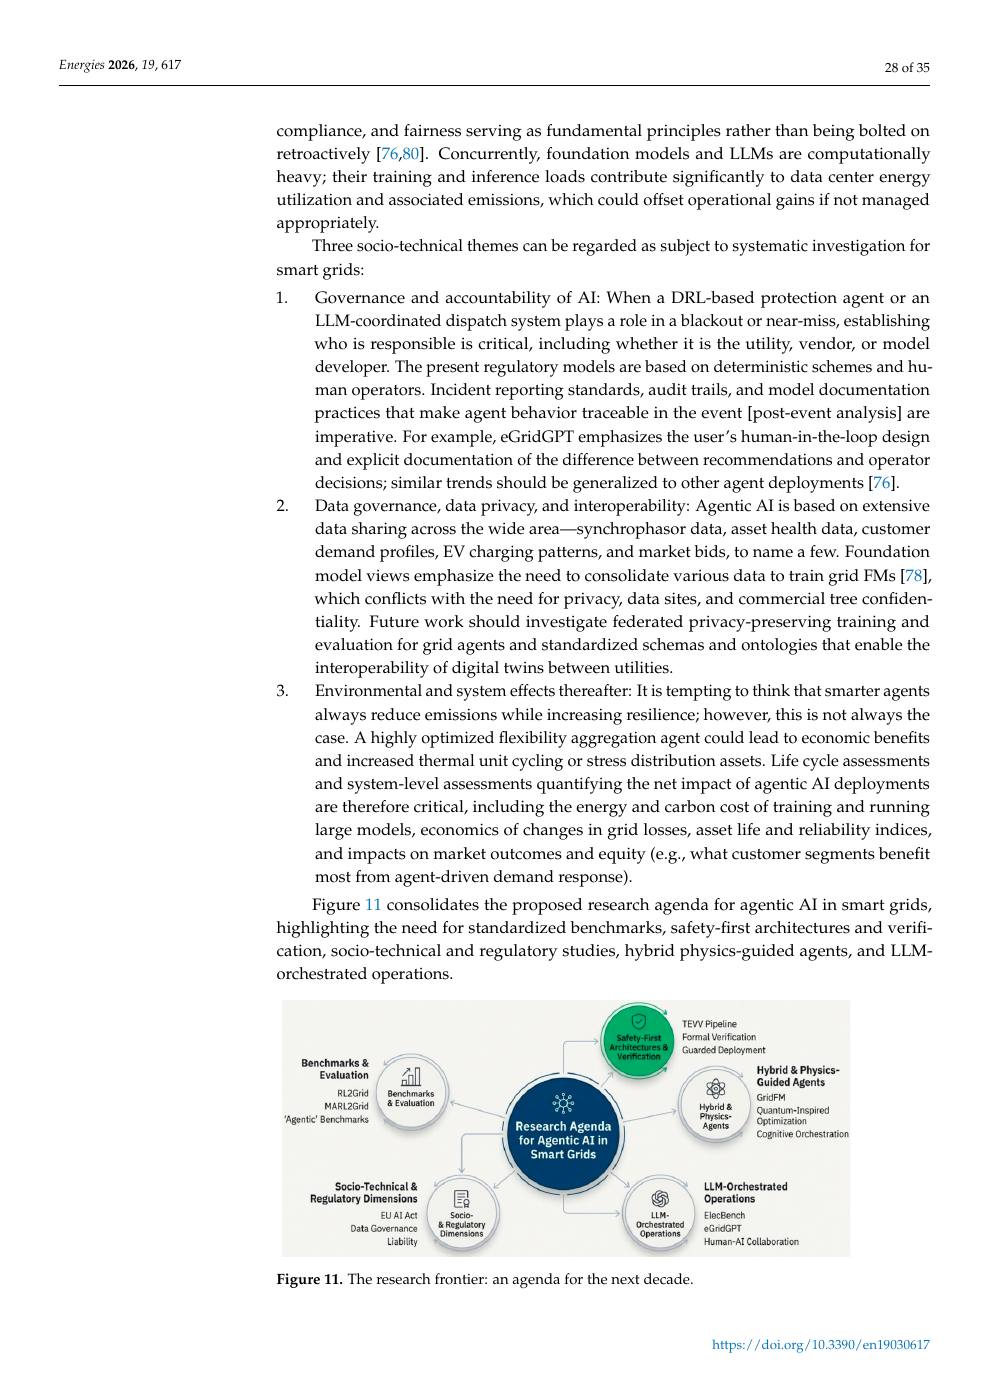 Energies 2026, 19, 617
28 of 35
compliance, and fairness serving as fundamental principles rather than being bolted on
retroactively [76,80]. Concurrently, foundation models and LLMs are computationally
heavy; their training and inference loads contribute significantly to data center energy
utilization and associated emissions, which could offset operational gains if not managed
appropriately.
Three socio-technical themes can be regarded as subject to systematic investigation for
smart grids:
1. Governance and accountability of AI: When a DRL-based protection agent or an
LLM-coordinated dispatch system plays a role in a blackout or near-miss, establishing
who is responsible is critical, including whether it is the utility, vendor, or model
developer. The present regulatory models are based on deterministic schemes and hu-
man operators. Incident reporting standards, audit trails, and model documentation
practices that make agent behavior traceable in the event [post-event analysis] are
imperative. For example, eGridGPT emphasizes the user's human-in-the-loop design
and explicit documentation of the difference between recommendations and operator
decisions; similar trends should be generalized to other agent deployments [76].
2. Data governance, data privacy, and interoperability: Agentic AI is based on extensive
data sharing across the wide area—synchrophasor data, asset health data, customer
demand profiles, EV charging patterns, and market bids, to name a few. Foundation
model views emphasize the need to consolidate various data to train grid FMs [78],
which conflicts with the need for privacy, data sites, and commercial tree confiden-
tiality. Future work should investigate federated privacy-preserving training and
evaluation for grid agents and standardized schemas and ontologies that enable the
interoperability of digital twins between utilities.
3. Environmental and system effects thereafter: It is tempting to think that smarter agents
always reduce emissions while increasing resilience; however, this is not always the
case. A highly optimized flexibility aggregation agent could lead to economic benefits
and increased thermal unit cycling or stress distribution assets. Life cycle assessments
and system-level assessments quantifying the net impact of agentic AI deployments
are therefore critical, including the energy and carbon cost of training and running
large models, economics of changes in grid losses, asset life and reliability indices,
and impacts on market outcomes and equity (e.g., what customer segments benefit
most from agent-driven demand response).
Figure 11 consolidates the proposed research agenda for agentic AI in smart grids,
highlighting the need for standardized benchmarks, safety-first architectures and verifi-
cation, socio-technical and regulatory studies, hybrid physics-guided agents, and LLM-
orchestrated operations.
Safety-First
Architectures &
Verification
TEVV Pipeline
Formal Verification
Guarded Deployment
Benchmarks &
Evaluation
RL2Grid
MARL2Grid
'Agentic' Benchmarks
Benchmarks
& Evaluation
Research Agenda
for Agentic AI in
Smart Grids
Hybrid &
Physics-
Agents
Hybrid & Physics-
Guided Agents
GridFM
Quantum-Inspired
Optimization
Cognitive Orchestration
Socio-Technical &
Regulatory Dimensions
EU AI Act
Data Governance
Liability
Socio-
& Regulatory
Dimensions
LLM-
Orchestrated
Operations
LLM-Orchestrated
Operations
ElecBench
eGridGPT
Human-AI Collaboration
Figure 11. The research frontier: an agenda for the next decade.
https://doi.org/10.3390/en19030617